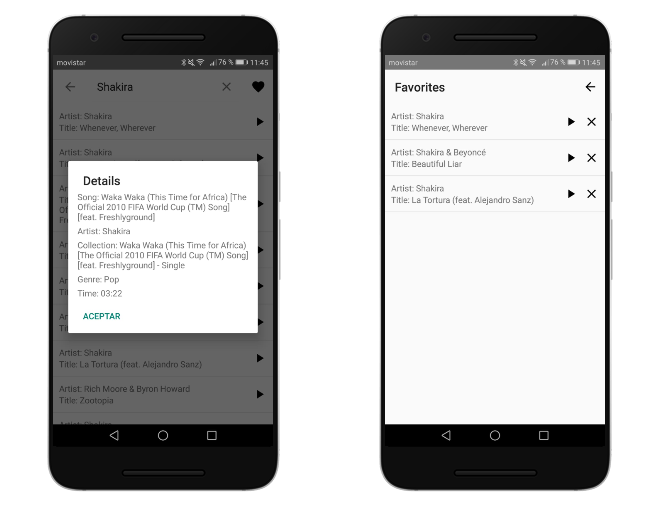 movistar
76 % 11:45
Shakira
Artist: Shakira
Title: Whenever, Wherever
Artist: Shakira
Details
Song: Waka Waka (This Time for Africa) [The
Official 2010 FIFA World Cup (TM) Song]
[feat. Freshlyground]
Artist: Shakira
Collection: Waka Waka (This Time for Africa)
[The Official 2010 FIFA World Cup (TM) Song]
[feat. Freshlyground] - Single
Genre: Pop
Time: 03:22
ACEPTAR
Artist: Shakira
Title: La Tortura (feat. Alejandro Sanz)
Artist: Rich Moore & Byron Howard
Title: Zootopia
movistar
76 % 11:45
Favorites
Artist: Shakira
Title: Whenever, Wherever
Artist: Shakira & Beyoncé
Title: Beautiful Liar
Artist: Shakira
Title: La Tortura (feat. Alejandro Sanz)